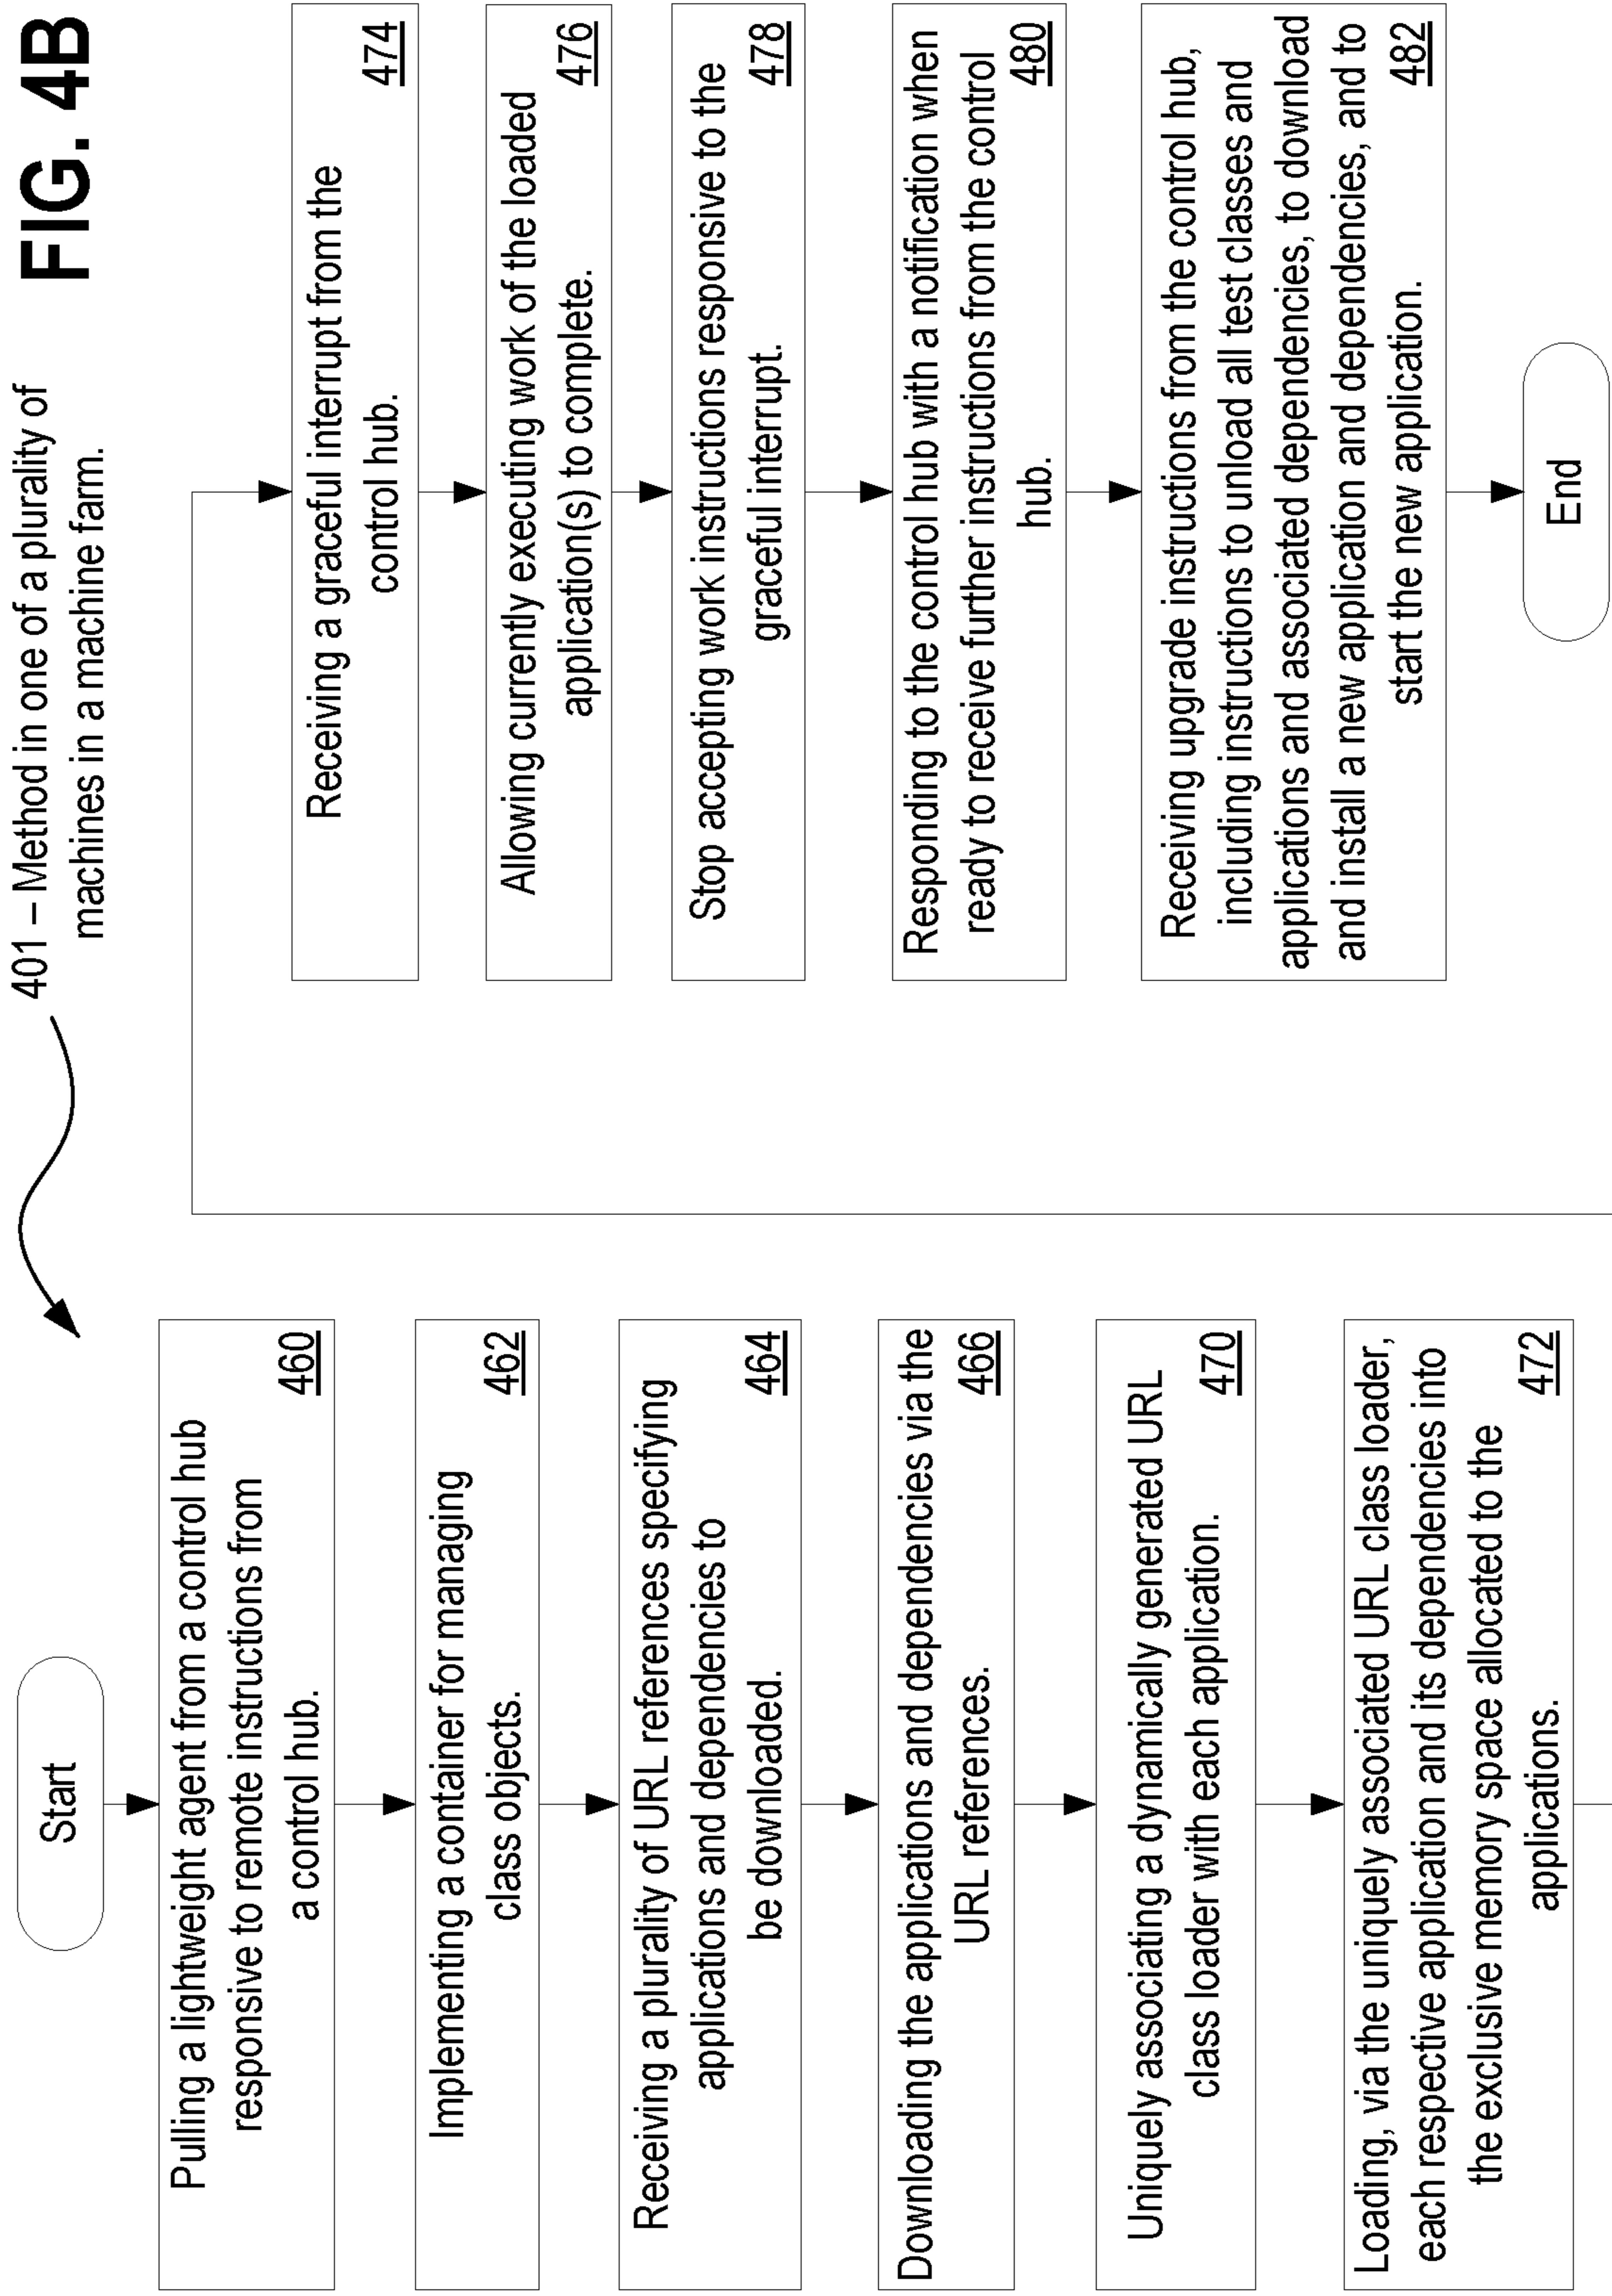 FIG. 4B
401 – Method in one of a plurality of
machines in a machine farm.
Start
Pulling a lightweight agent from a control hub
responsive to remote instructions from
a control hub.
460
Implementing a container for managing
class objects.
462
Receiving a plurality of URL references specifying
applications and dependencies to
be downloaded.
464
Downloading the applications and dependencies via the
URL references.
466
Uniquely associating a dynamically generated URL
class loader with each application.
470
Loading, via the uniquely associated URL class loader,
each respective application and its dependencies into
the exclusive memory space allocated to the
applications.
472
Receiving a graceful interrupt from the
control hub.
474
Allowing currently executing work of the loaded
application(s) to complete.
476
Stop accepting work instructions responsive to the
graceful interrupt.
478
Responding to the control hub with a notification when
ready to receive further instructions from the control
hub.
480
Receiving upgrade instructions from the control hub,
including instructions to unload all test classes and
applications and associated dependencies, to download
and install a new application and dependencies, and to
start the new application.
482
End